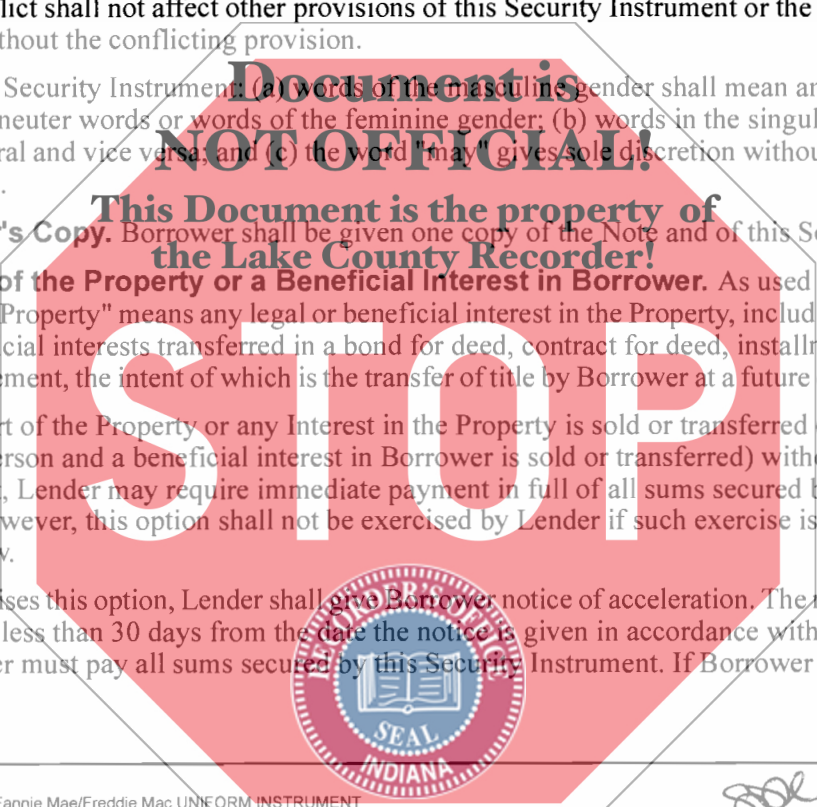 flict shall not affect other provisions of this Security Instrument or the
thout the conflicting provision.
Document is
Security Instrument: (a) words of the masculine gender shall mean an
neuter words or words of the feminine gender; (b) words in the singul
NOT OFFICIAL!
ral and vice versa; and (c) the word "may" gives sole discretion withou
.
This Document is the property of
r's Copy. Borrower shall be given one copy of the Note and of this Se
the Lake County Recorder!
of the Property or a Beneficial Interest in Borrower. As used
Property" means any legal or beneficial interest in the Property, includ
cial interests transferred in a bond for deed, contract for deed, installm
ement, the intent of which is the transfer of title by Borrower at a future
STOP
rt of the Property or any Interest in the Property is sold or transferred
erson and a beneficial interest in Borrower is sold or transferred) witho
t, Lender may require immediate payment in full of all sums secured b
wever, this option shall not be exercised by Lender if such exercise is
v.
ises this option, Lender shall give Borrower notice of acceleration. The
less than 30 days from the date the notice is given in accordance with
er must pay all sums secured by this Security Instrument. If Borrower
RECORDER'S OFFICE
SEAL
INDIANA
Fannie Mae/Freddie Mac UNIFORM INSTRUMENT